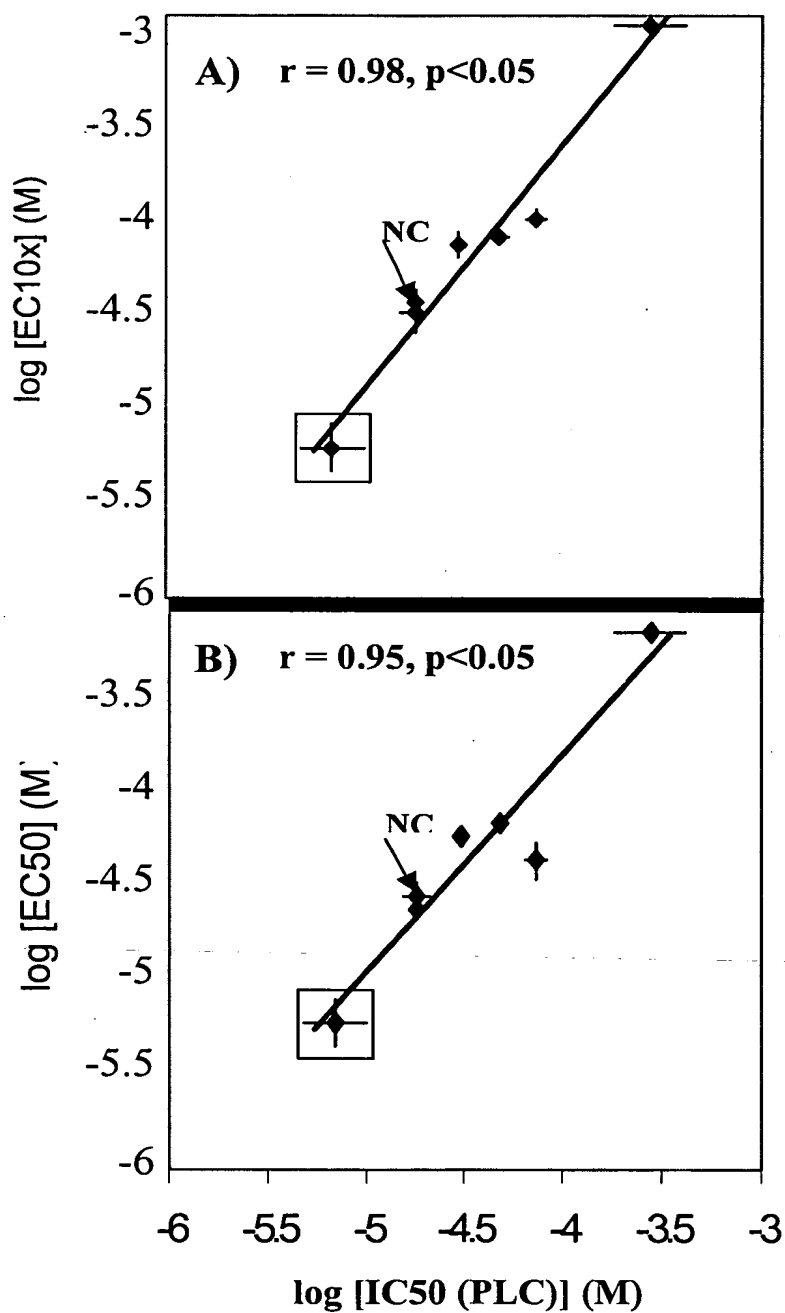 -3
A) r = 0.98, p<0.05
-3.5
-4
NC
-4.5
-5
-5.5
-6
log [EC10x] (M)
B) r = 0.95, p<0.05
-3.5
-4
NC
-4.5
-5
-5.5
-6
log [EC50] (M)
-6 -5.5 -5 -4.5 -4 -3.5 -3
log [IC50 (PLC)] (M)